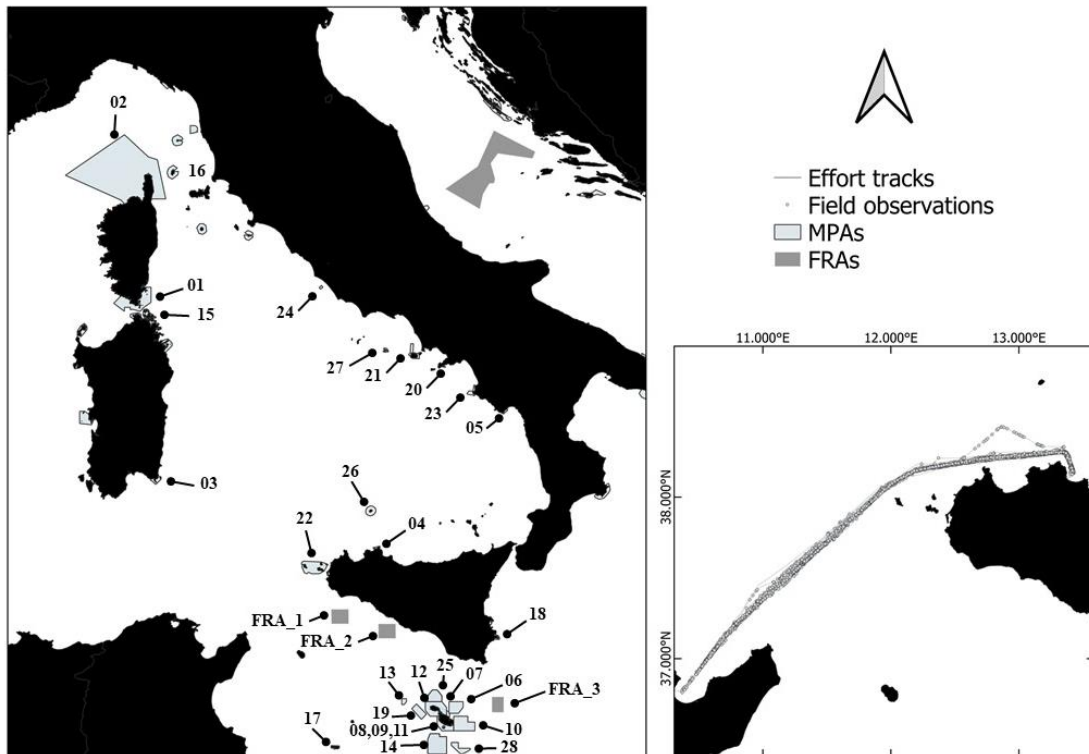 02
16
01
15
24
27
21
20
23
05
03
26
22
04
FRA_1
FRA_2
18
25
13
12
07
06
FRA_3
19
08,09,11
10
17
14
28
Effort tracks
Field observations
MPAs
FRAs
11.000°E 12.000°E 13.000°E
38.000°N
37.000°N